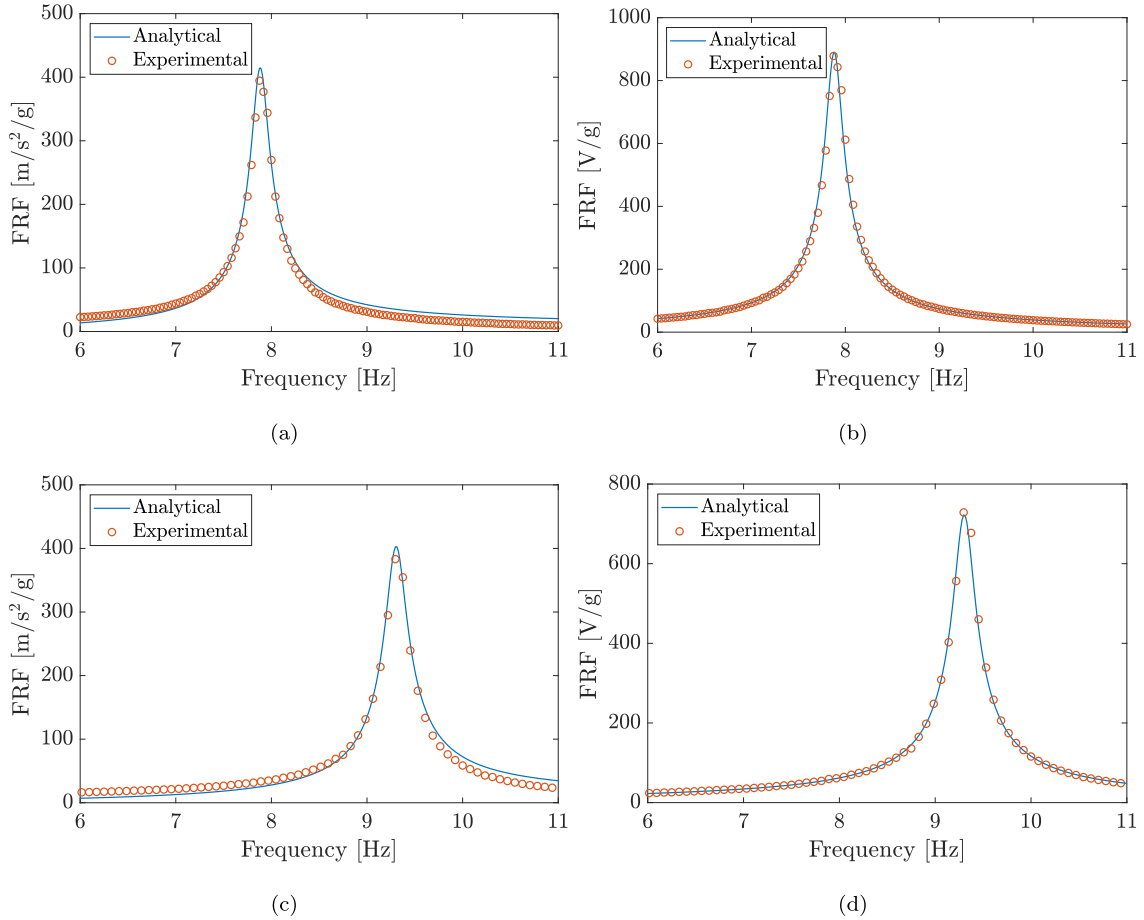 500
400
300
200
100
0
FRF [m/s²/g]
Analytical
Experimental
6 7 8 9 10 11
Frequency [Hz]
(a)
1000
800
600
400
200
0
FRF [V/g]
Analytical
Experimental
6 7 8 9 10 11
Frequency [Hz]
(b)
500
400
300
200
100
0
FRF [m/s²/g]
Analytical
Experimental
6 7 8 9 10 11
Frequency [Hz]
(c)
800
600
400
200
0
FRF [V/g]
Analytical
Experimental
6 7 8 9 10 11
Frequency [Hz]
(d)